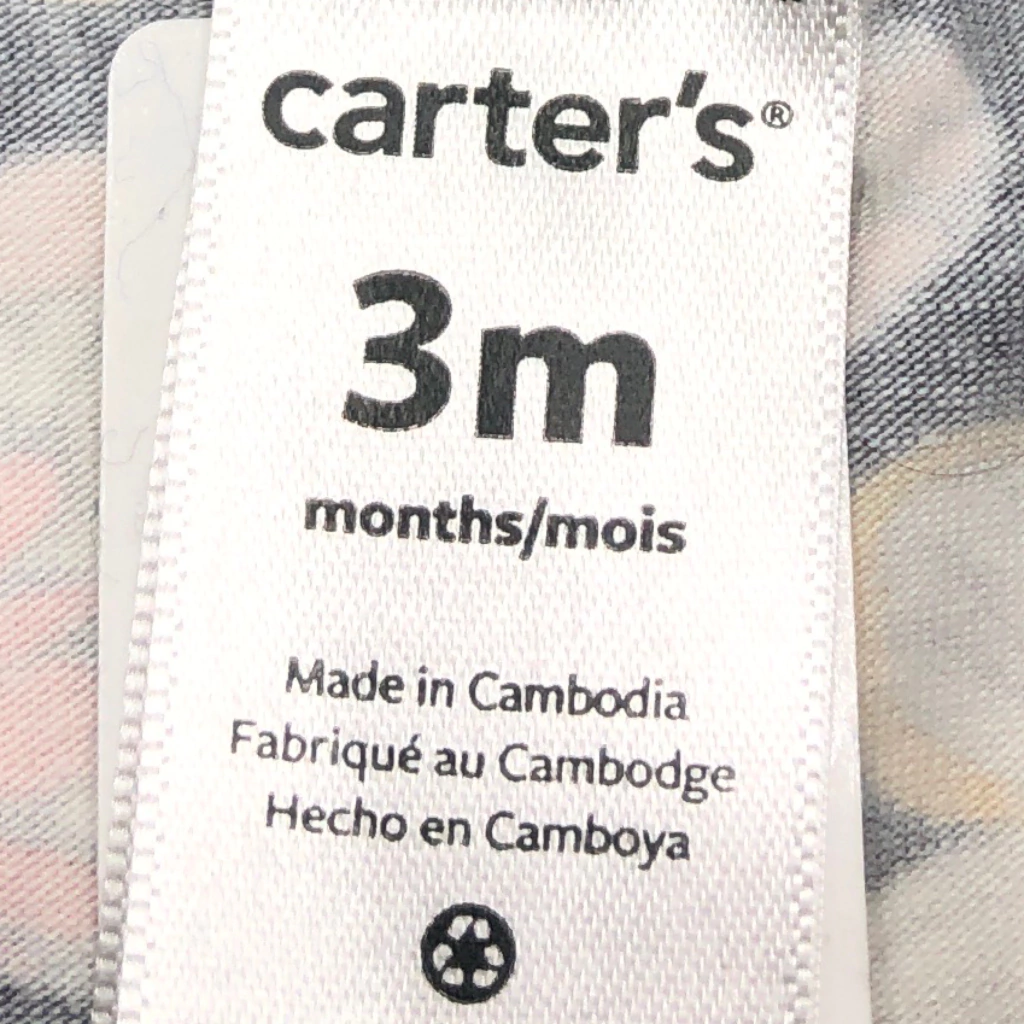 carter's®
3m
months/mois
Made in Cambodia
Fabriqué au Cambodge
Hecho en Camboya